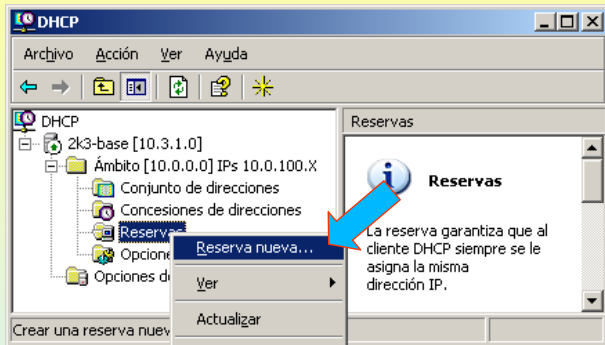 DHCP
Archivo Acción Ver Ayuda
DHCP
2k3-base [10.3.1.0]
Ámbito [10.0.0.0] IPs 10.0.100.X
Conjunto de direcciones
Concesiones de direcciones
Reservas
Opciones d
Reserva nueva...
Ver
Actualizar
Reservas
Reservas
La reserva garantiza que al
cliente DHCP siempre se le
asigna la misma
dirección IP.
Crear una reserva